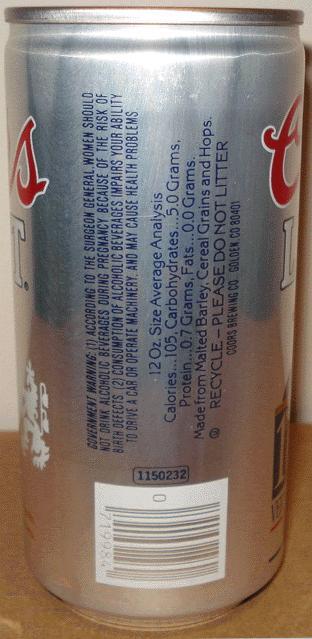 GOVERNMENT WARNING: (1) ACCORDING TO THE SURGEON GENERAL, WOMEN SHOULD
NOT DRINK ALCOHOLIC BEVERAGES DURING PREGNANCY BECAUSE OF THE RISK OF
BIRTH DEFECTS (2) CONSUMPTION OF ALCOHOLIC BEVERAGES IMPAIRS YOUR ABILITY
TO DRIVE A CAR OR OPERATE MACHINERY, AND MAY CAUSE HEALTH PROBLEMS
12 Oz. Size Average Analysis
Calories...105, Carbohydrates...5.0 Grams,
Protein...0.7 Grams, Fats...0.0 Grams.
Made from Malted Barley, Cereal Grains and Hops.
RECYCLE.-PLEASE DO NOT LITTER
COORS BREWING CO. GOLDEN, CO 80401
1150232
0
s
T.
C
L